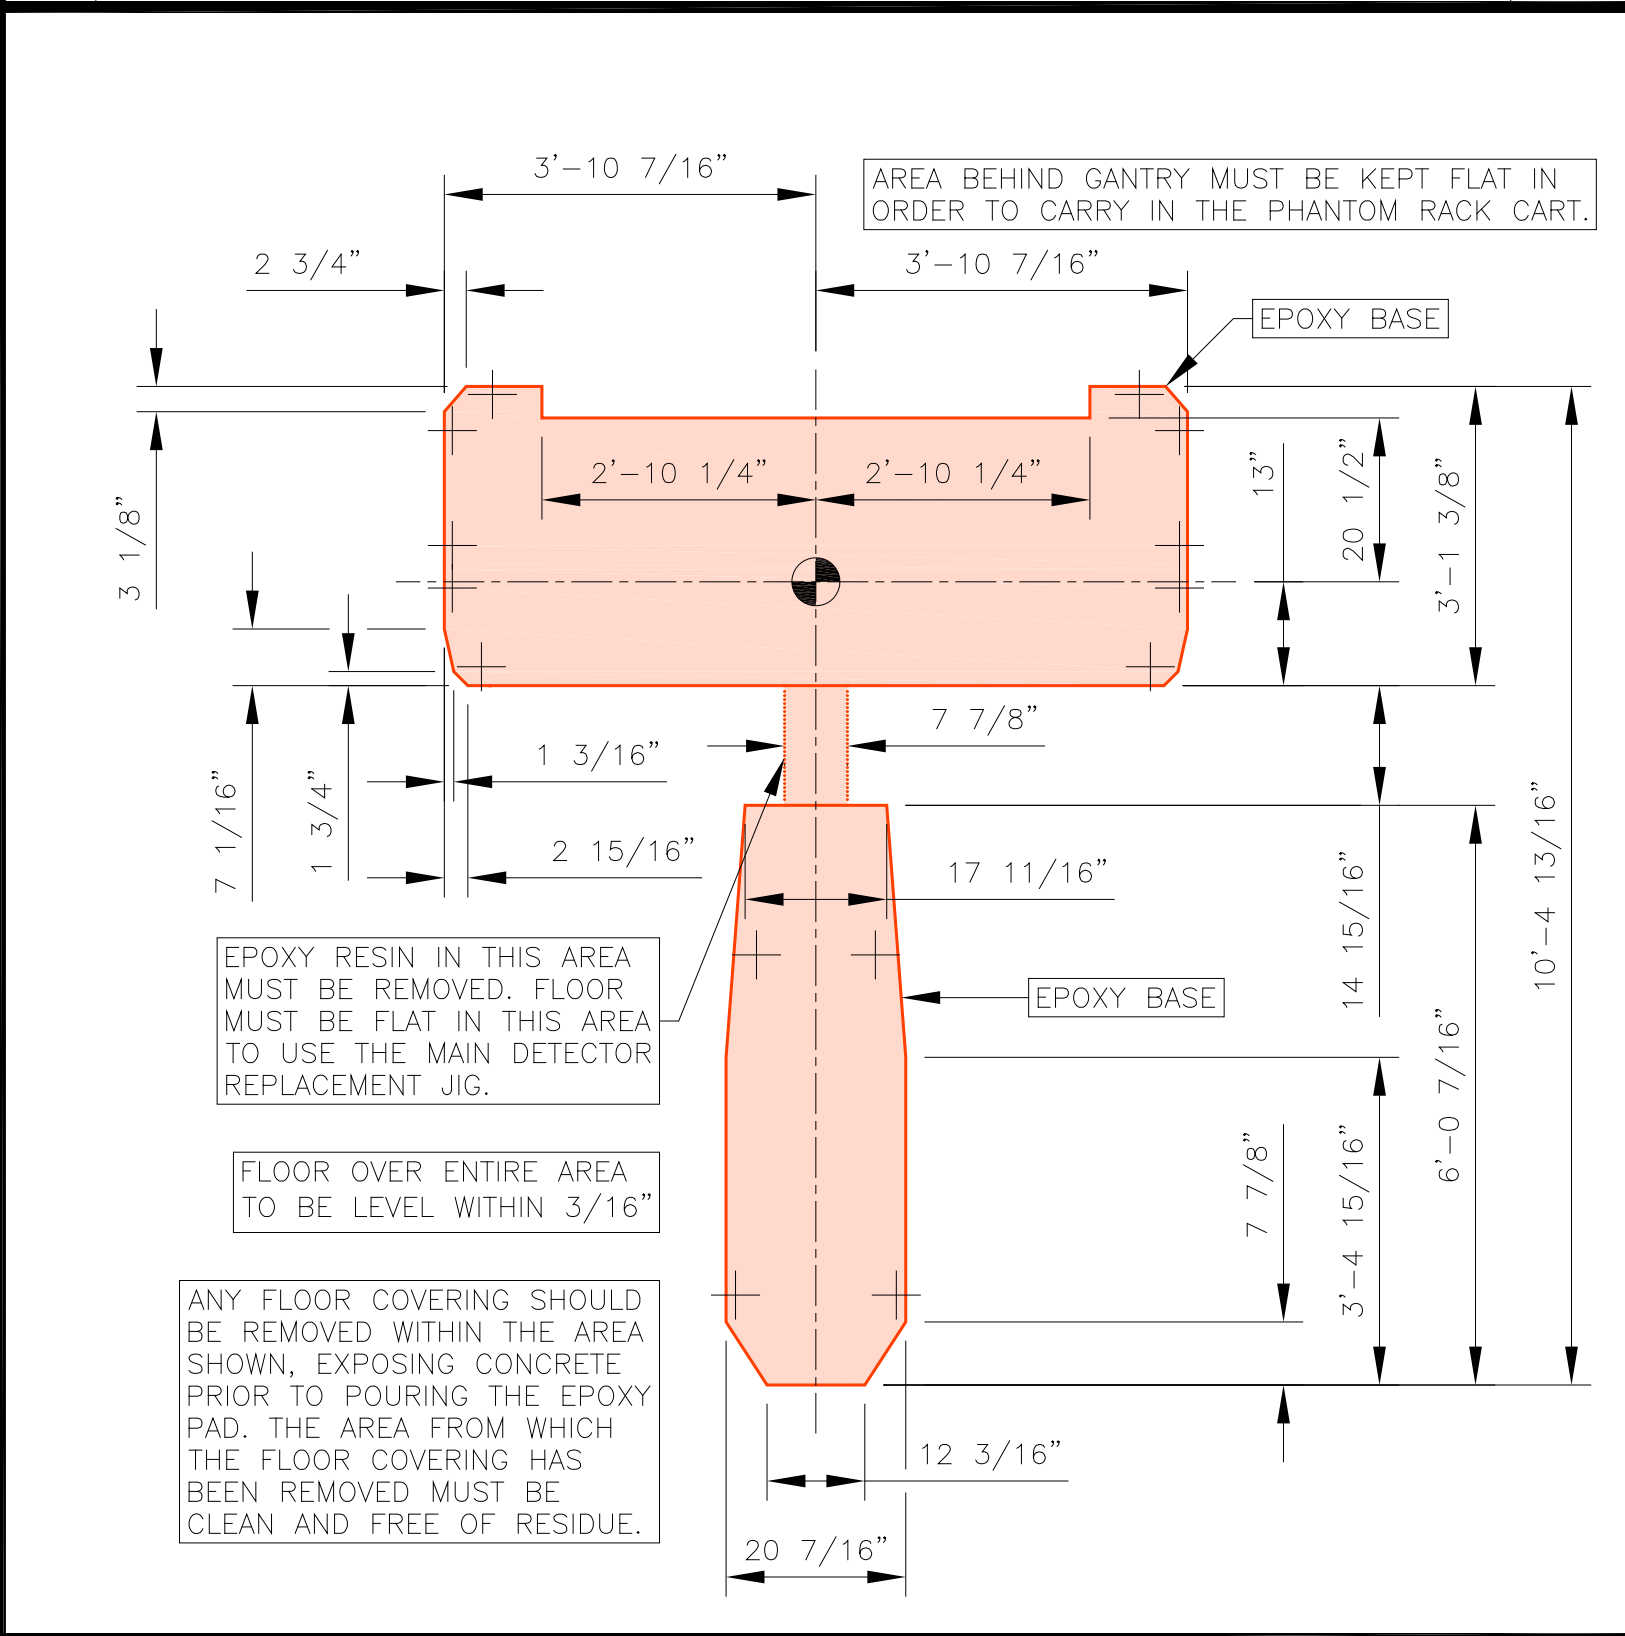 3'-10 7/16"
AREA BEHIND GANTRY MUST BE KEPT FLAT IN
ORDER TO CARRY IN THE PHANTOM RACK CART.
2 3/4"
3'-10 7/16"
EPOXY BASE
2'-10 1/4"
2'-10 1/4"
13"
20 1/2"
3'-1 3/8"
3 1/8"
7 7/8"
1 3/16"
7 1/16"
1 3/4"
2 15/16"
17 11/16"
14 15/16"
10'-4 13/16"
EPOXY RESIN IN THIS AREA
MUST BE REMOVED. FLOOR
MUST BE FLAT IN THIS AREA
TO USE THE MAIN DETECTOR
REPLACEMENT JIG.
EPOXY BASE
6'-0 7/16"
7 7/8"
3'-4 15/16"
FLOOR OVER ENTIRE AREA
TO BE LEVEL WITHIN 3/16"
ANY FLOOR COVERING SHOULD
BE REMOVED WITHIN THE AREA
SHOWN, EXPOSING CONCRETE
PRIOR TO POURING THE EPOXY
PAD. THE AREA FROM WHICH
THE FLOOR COVERING HAS
BEEN REMOVED MUST BE
CLEAN AND FREE OF RESIDUE.
12 3/16"
20 7/16"